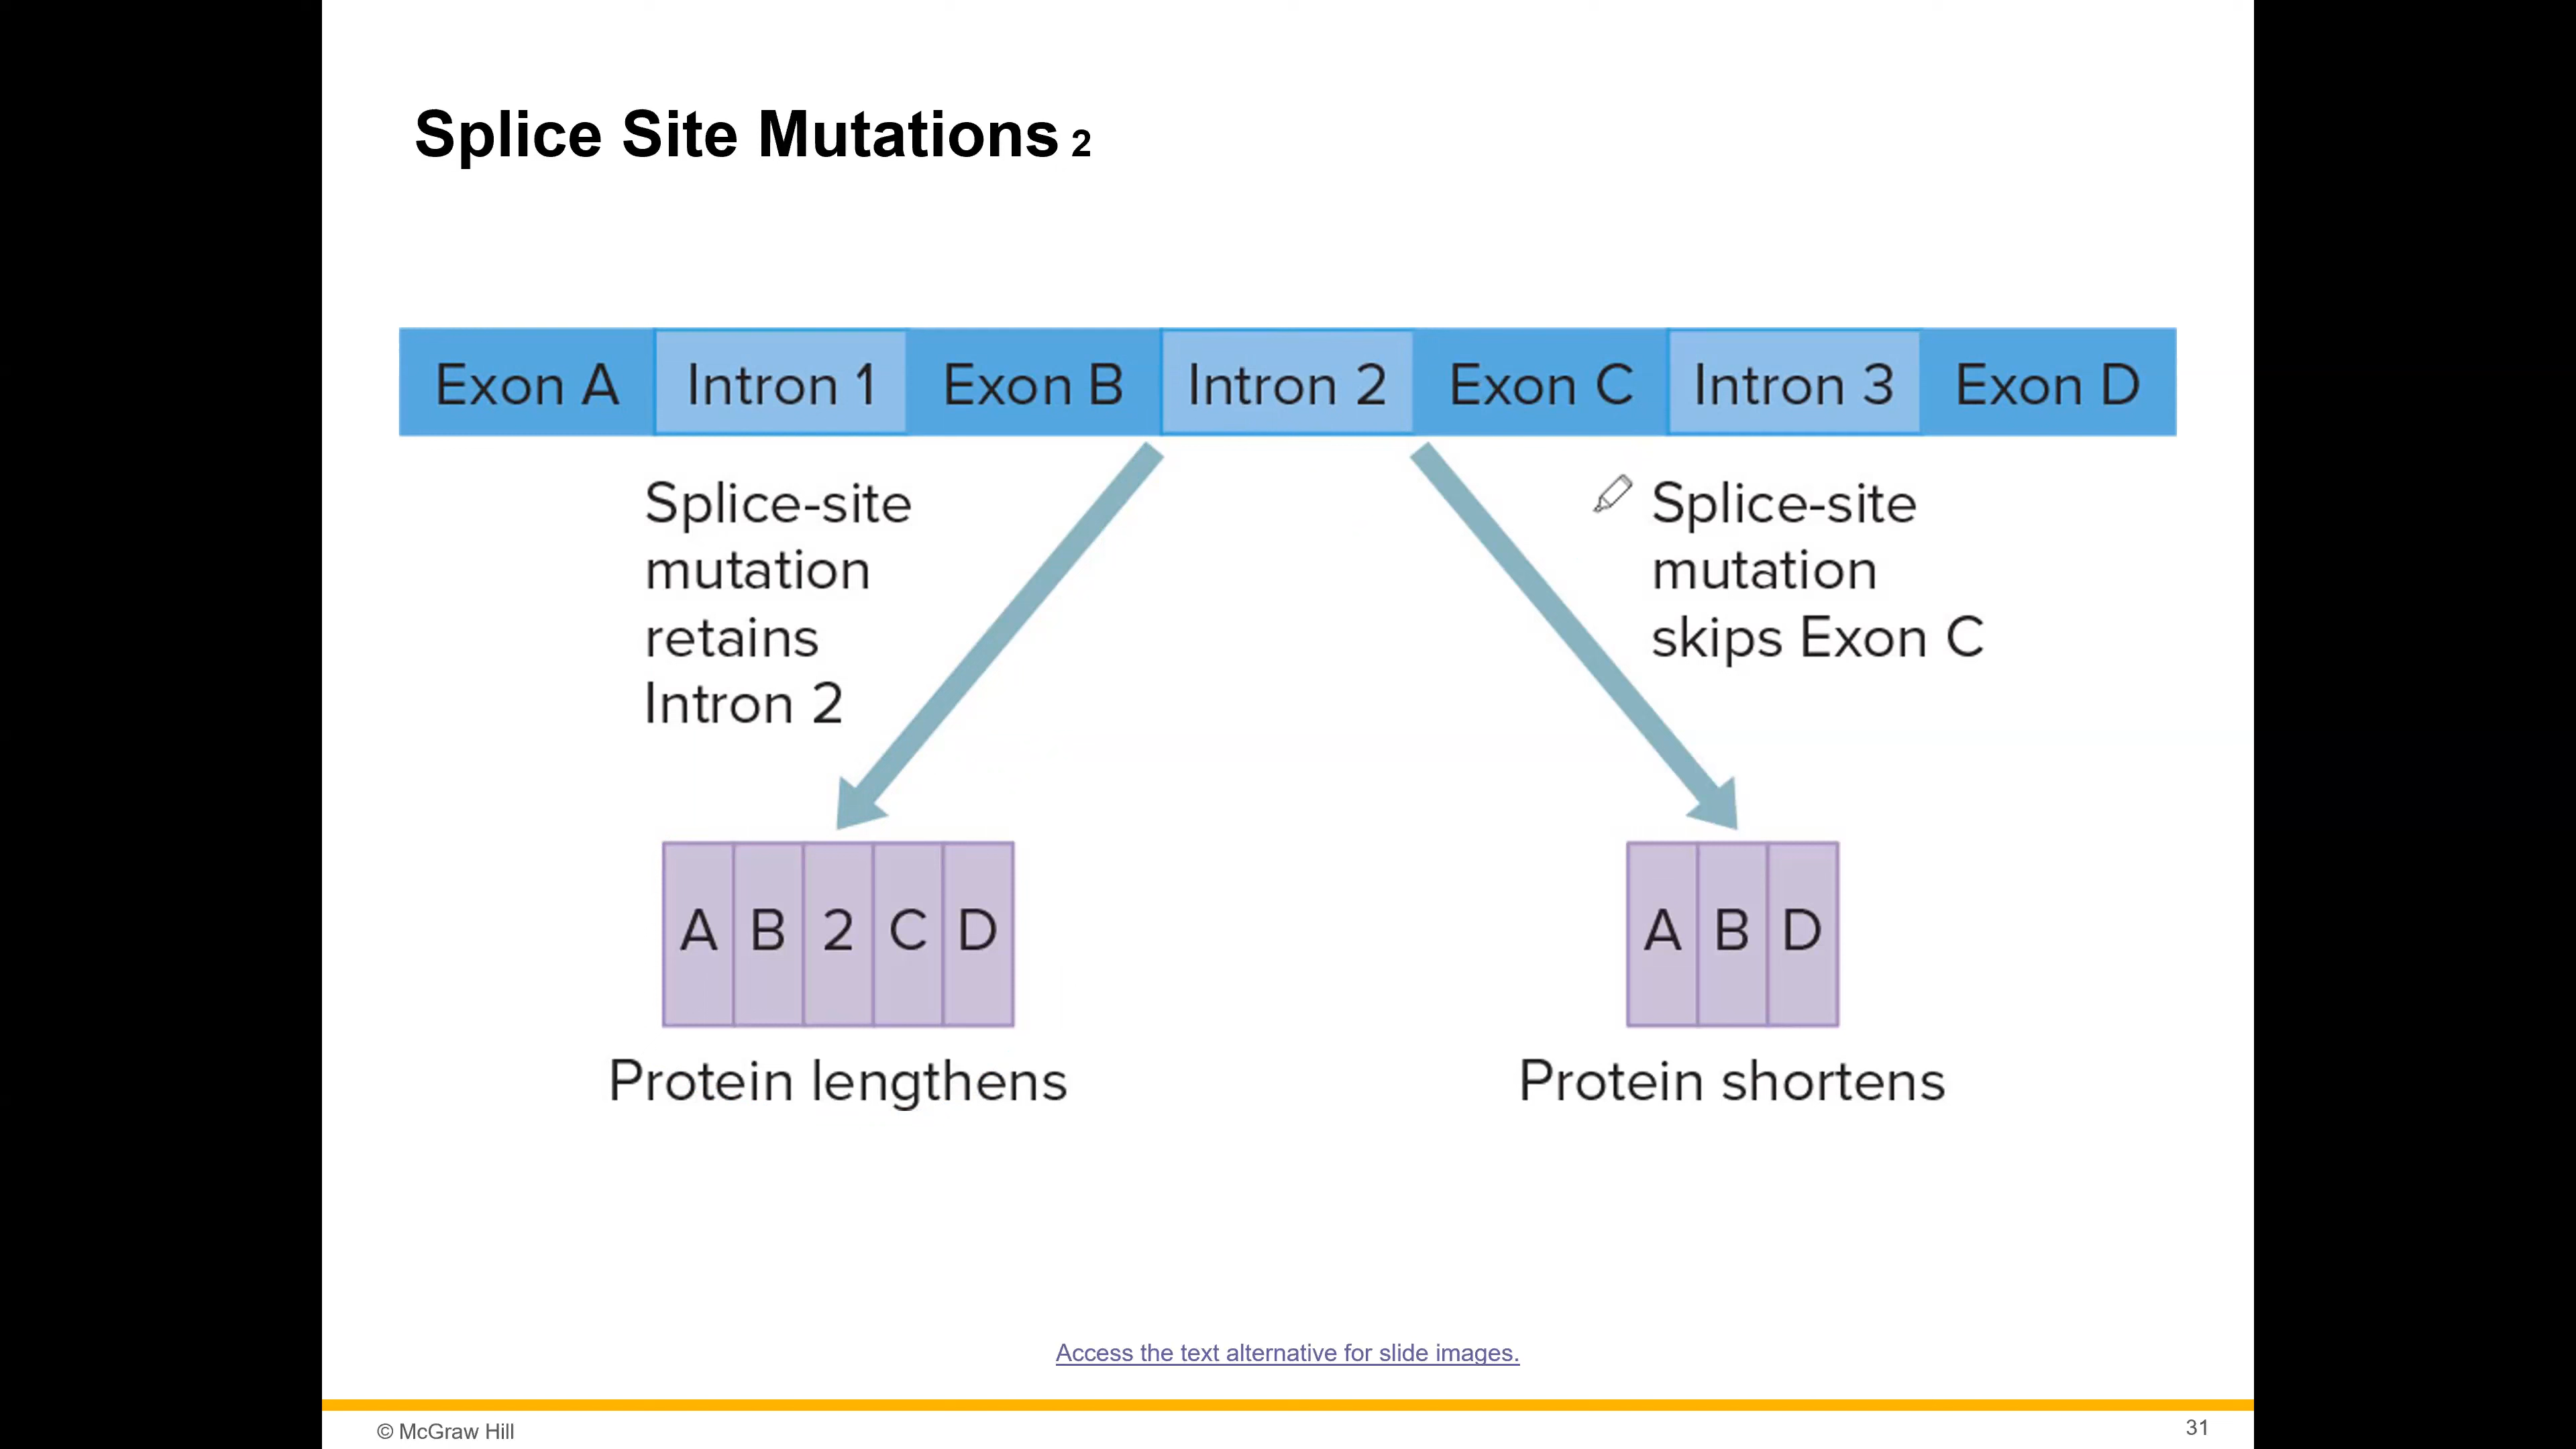 Splice Site Mutations 2
Exon A Intron 1 Exon B Intron 2 Exon C Intron 3 Exon D
Splice-site
mutation
retains
Intron 2
Splice-site
mutation
skips Exon C
A B 2 C D
Protein lengthens
A B D
Protein shortens
Access the text alternative for slide images.
© McGraw Hill
31